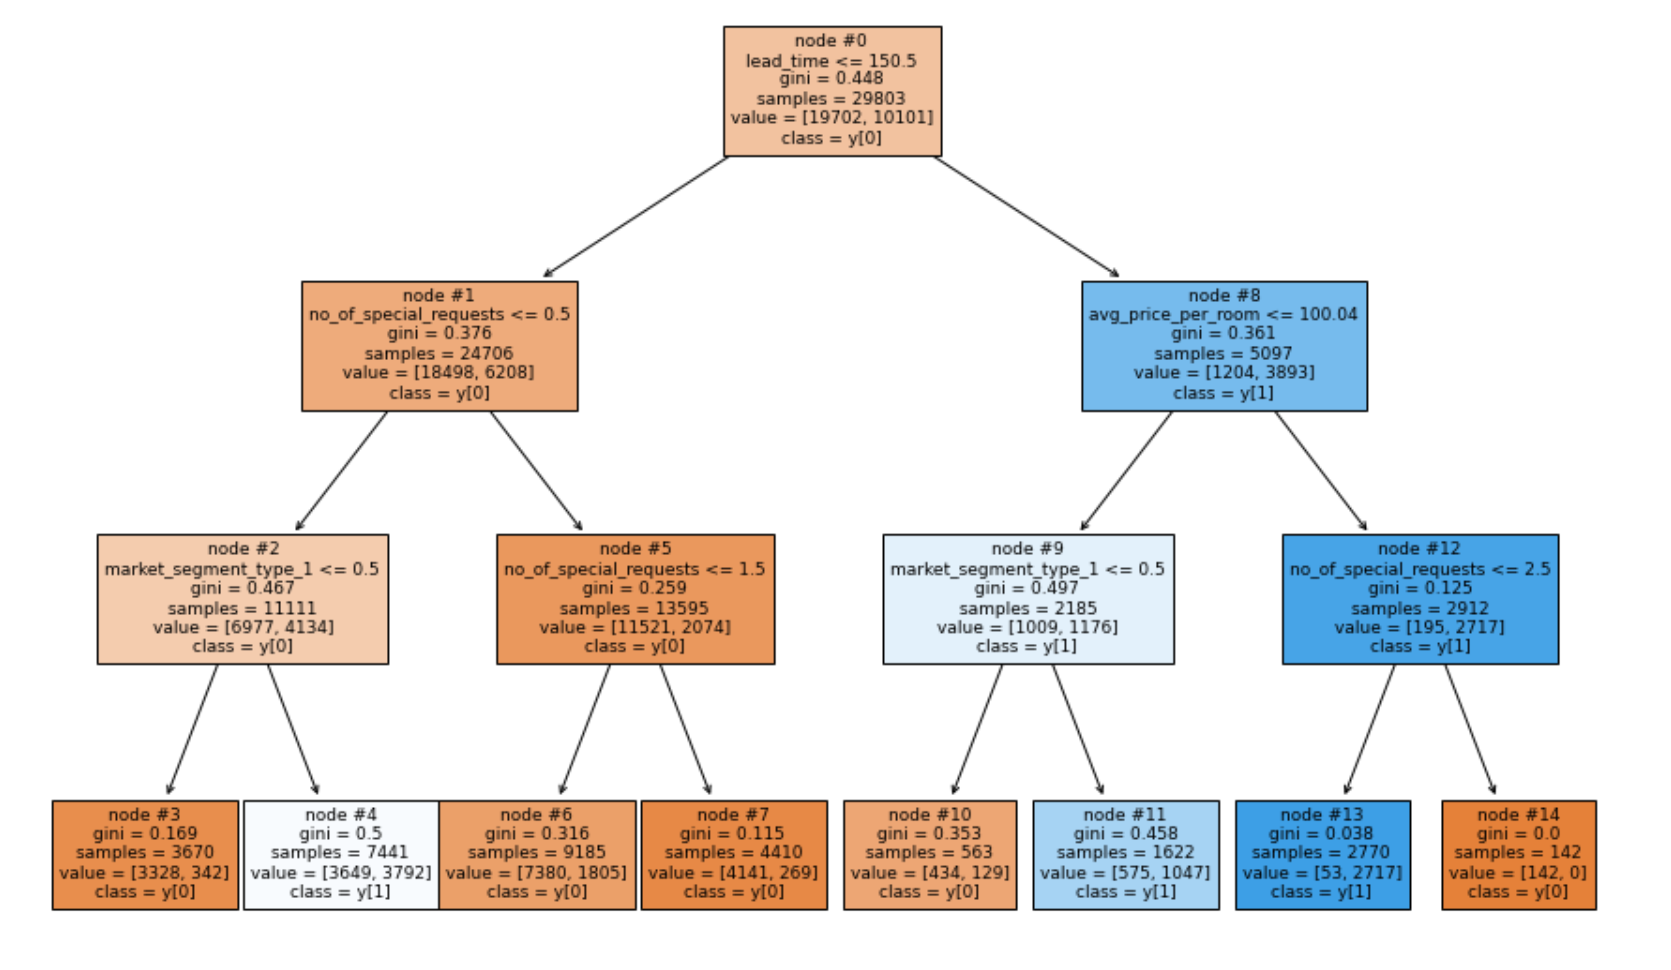 node #0
lead_time <= 150.5
gini = 0.448
samples = 29803
value = [19702, 10101]
class = y[0]
node #1
no_of_special_requests <= 0.5
gini = 0.376
samples = 24706
value = [18498, 6208]
class = y[0]
node #8
avg_price_per_room <= 100.04
gini = 0.361
samples = 5097
value = [1204, 3893]
class = y[1]
node #2
market_segment_type_1 <= 0.5
gini = 0.467
samples = 11111
value = [6977, 4134]
class = y[0]
node #5
no_of_special_requests <= 1.5
gini = 0.259
samples = 13595
value = [11521, 2074]
class = y[0]
node #9
market_segment_type_1 <= 0.5
gini = 0.497
samples = 2185
value = [1009, 1176]
class = y[1]
node #12
no_of_special_requests <= 2.5
gini = 0.125
samples = 2912
value = [195, 2717]
class = y[1]
node #3
gini = 0.169
samples = 3670
value = [3328, 342]
class = y[0]
node #4
gini = 0.5
samples = 7441
value = [3649, 3792]
class = y[1]
node #6
gini = 0.316
samples = 9185
value = [7380, 1805]
class = y[0]
node #7
gini = 0.115
samples = 4410
value = [4141, 269]
class = y[0]
node #10
gini = 0.353
samples = 563
value = [434, 129]
class = y[0]
node #11
gini = 0.458
samples = 1622
value = [575, 1047]
class = y[1]
node #13
gini = 0.038
samples = 2770
value = [53, 2717]
class = y[1]
node #14
gini = 0.0
samples = 142
value = [142, 0]
class = y[0]